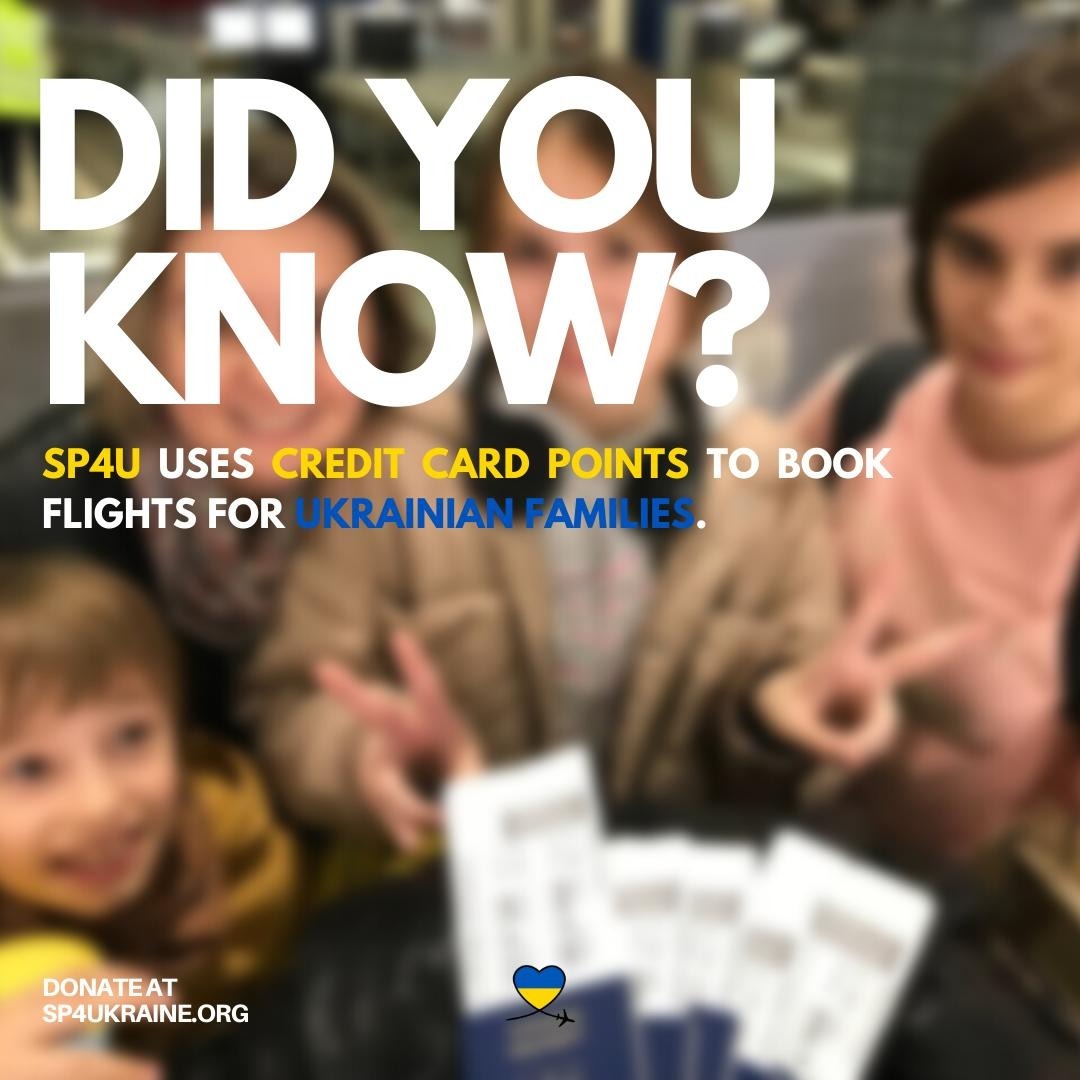 DID YOU
KNOW?
SP4U USES CREDIT CARD POINTS TO BOOK
FLIGHTS FOR UKRAINIAN FAMILIES.
DONATE AT
SP4UKRAINE.ORG